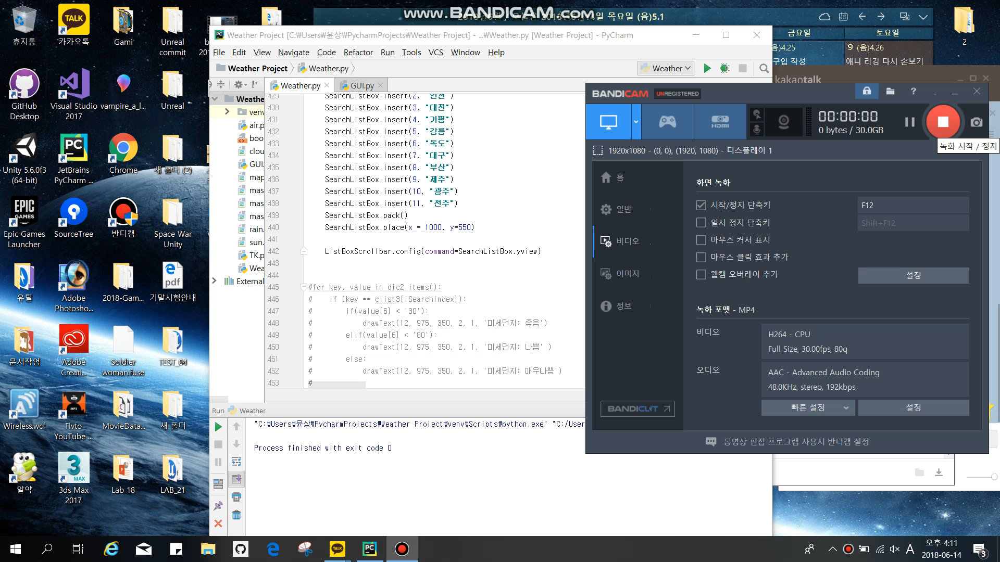 www.BANDICAM.com
일 목요일 (음)5.1
휴지통
카카오톡
Gami
Unreal commit
2
금요일
토요일
)4.25
9 (음)4.26
구입 작성
애니 리깅 다시 손보기
kakaotalk
GitHub Desktop
Visual Studio 2017
vampire_a_l...
Unreal
Unity 5.6.0f3 (64-bit)
JetBrains PyCharm ...
Chrome
새 폴더 (2)
Epic Games Launcher
SourceTree
반디캠
Space War Unity
유틸
Adobe Photosho...
2018-Gam...
기말시험안내
문서작업
Adobe Creati...
Soldier woman.fuse
TEST_04
Wireless.wcf
Flvto YouTube ...
MovieData...
새 폴더
알약
3ds Max 2017
Lab 18
LAB_21
Weather Project [C:₩Users₩윤상₩PycharmProjects₩Weather Project] - ...₩Weather.py [Weather Project] - PyCharm
File Edit View Navigate Code Refactor Run Tools VCS Window Help
Weather Project
Weather.py
Weather
Weather.py
GUI.py
Weathe
venv
air.p
boo
clou
GUI.
map
mas
mas
mas
rain.
sun.
TK.p
Wea
External
429 SearchListBox.insert(2, "인천")
430 SearchListBox.insert(3, "대전")
431 SearchListBox.insert(4, "가평")
432 SearchListBox.insert(5, "강릉")
433 SearchListBox.insert(6, "독도")
434 SearchListBox.insert(7, "대구")
435 SearchListBox.insert(8, "부산")
436 SearchListBox.insert(9, "제주")
437 SearchListBox.insert(10, "광주")
438 SearchListBox.insert(11, "전주")
439 SearchListBox.pack()
440 SearchListBox.place(x = 1000, y=550)
441
442 ListBoxScrollbar.config(command=SearchListBox.yview)
443
444
445 #for key, value in dic2.items():
446 # if (key == clist3[iSearchIndex]):
447 # if(value[6] < '30'):
448 # drawText(12, 975, 350, 2, 1, '미세먼지: 좋음')
449 # elif(value[6] < '80'):
450 # drawText(12, 975, 350, 2, 1, '미세먼지: 나쁨' )
451 # else:
452 # drawText(12, 975, 350, 2, 1, '미세먼지: 매우나쁨')
453 #
Run Weather
"C:₩Users₩윤상₩PycharmProjects₩Weather Project₩venv₩Scripts₩python.exe" "C:/User
Process finished with exit code 0
BANDICAM UNREGISTERED
HDMI
00:00:00
0 bytes / 30.0GB
녹화 시작 / 정지
1920x1080 - (0, 0), (1920, 1080) - 디스플레이 1
홈
일반
비디오
이미지
정보
BANDICUT
화면 녹화
시작/정지 단축키
F12
일시 정지 단축키
Shift+F12
마우스 커서 표시
마우스 클릭 효과 추가
웹캠 오버레이 추가
설정
녹화 포맷 - MP4
비디오
H264 - CPU
Full Size, 30.00fps, 80q
오디오
AAC - Advanced Audio Coding
48.0KHz, stereo, 192kbps
빠른 설정
설정
동영상 편집 프로그램 사용시 반디캠 설정
A
오후 4:11
2018-06-14
3